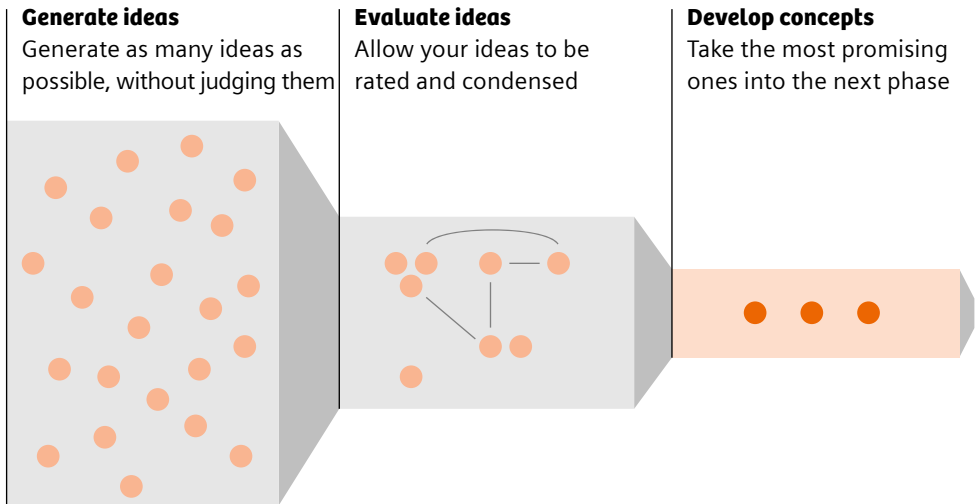 Generate ideas
Generate as many ideas as
possible, without judging them
Evaluate ideas
Allow your ideas to be
rated and condensed
Develop concepts
Take the most promising
ones into the next phase